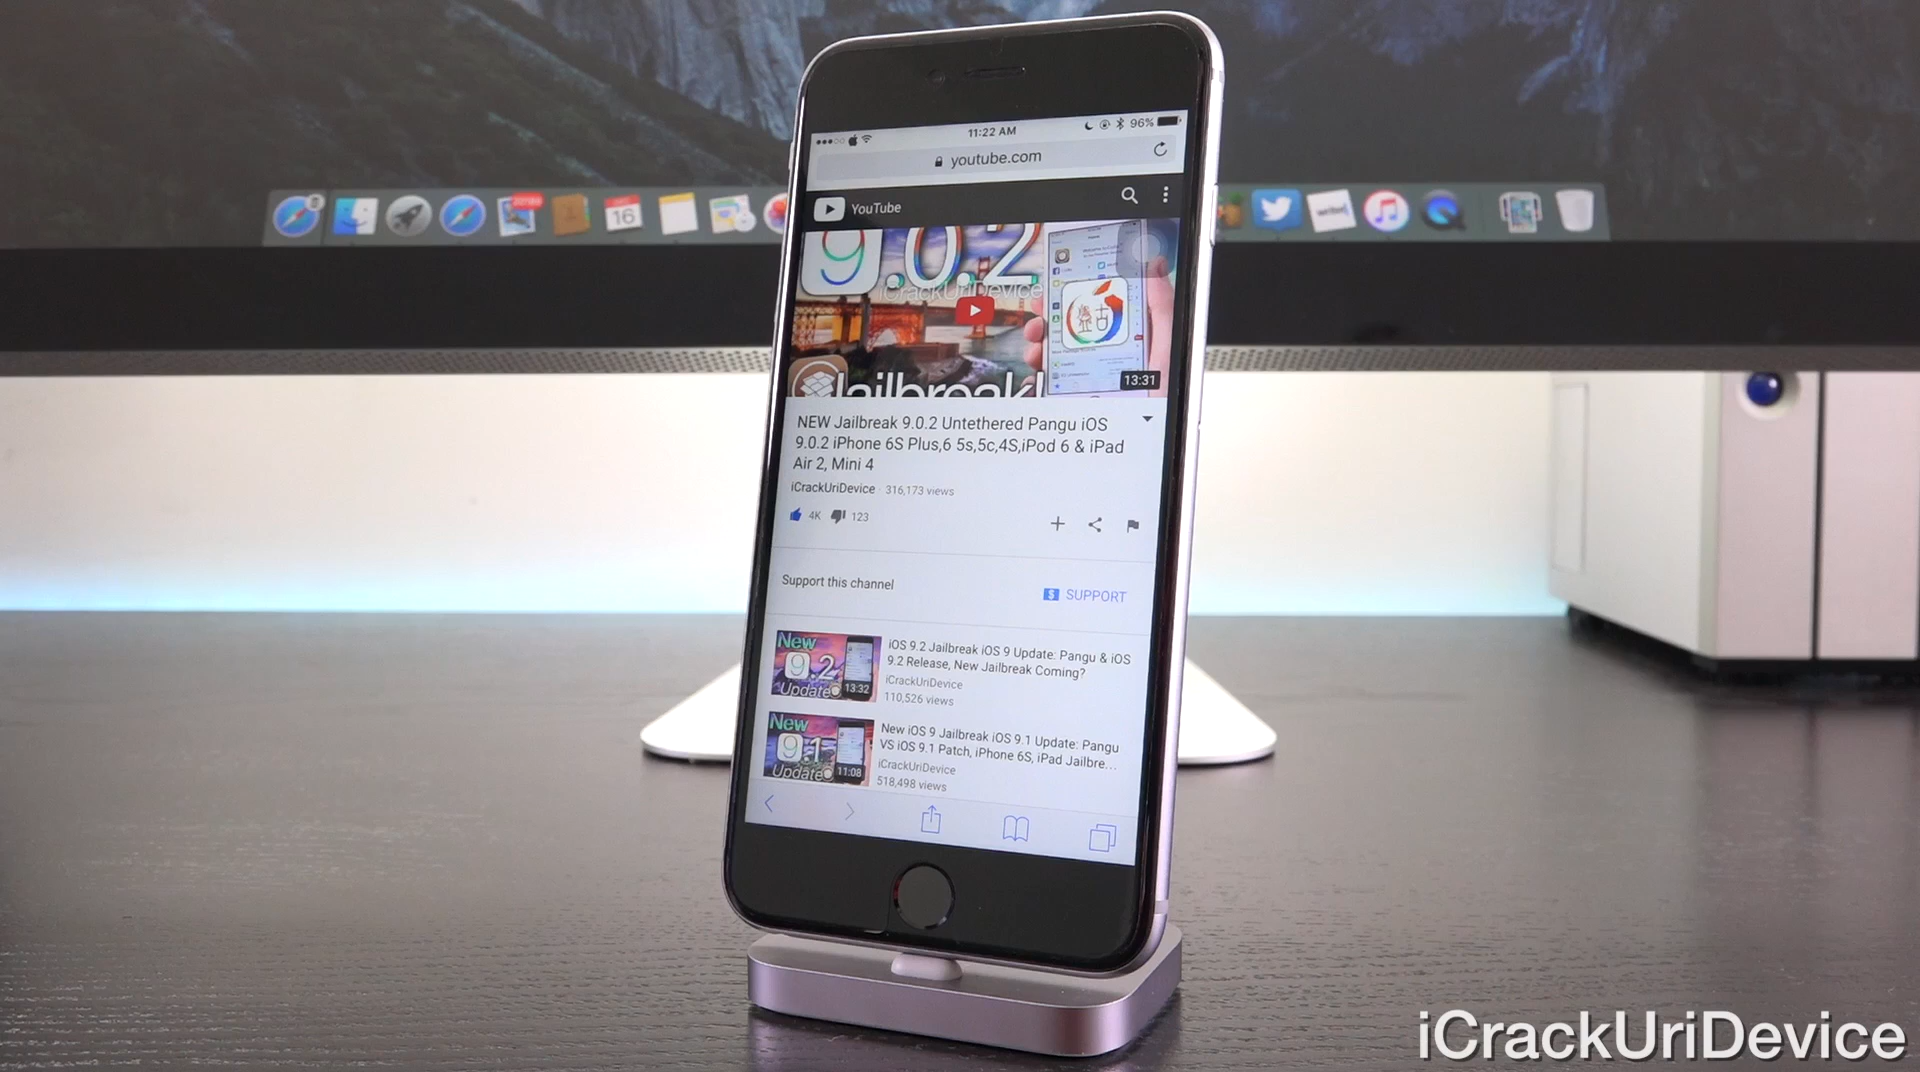 11:22 AM
96%
youtube.com
YouTube
16
9.0.2
iCrackUriDevice
盤古
Jailbreak!
13:31
NEW Jailbreak 9.0.2 Untethered Pangu iOS
9.0.2 iPhone 6S Plus,6 5s,5c,4S,iPod 6 & iPad
Air 2, Mini 4
iCrackUriDevice · 316,173 views
4K 123
Support this channel
SUPPORT
New
9.2
Update
13:32
iOS 9.2 Jailbreak iOS 9 Update: Pangu & iOS
9.2 Release, New Jailbreak Coming?
iCrackUriDevice
110,526 views
New
9.1
Update
11:08
New iOS 9 Jailbreak iOS 9.1 Update: Pangu
VS iOS 9.1 Patch, iPhone 6S, iPad Jailbre...
iCrackUriDevice
518,498 views
iCrackUriDevice